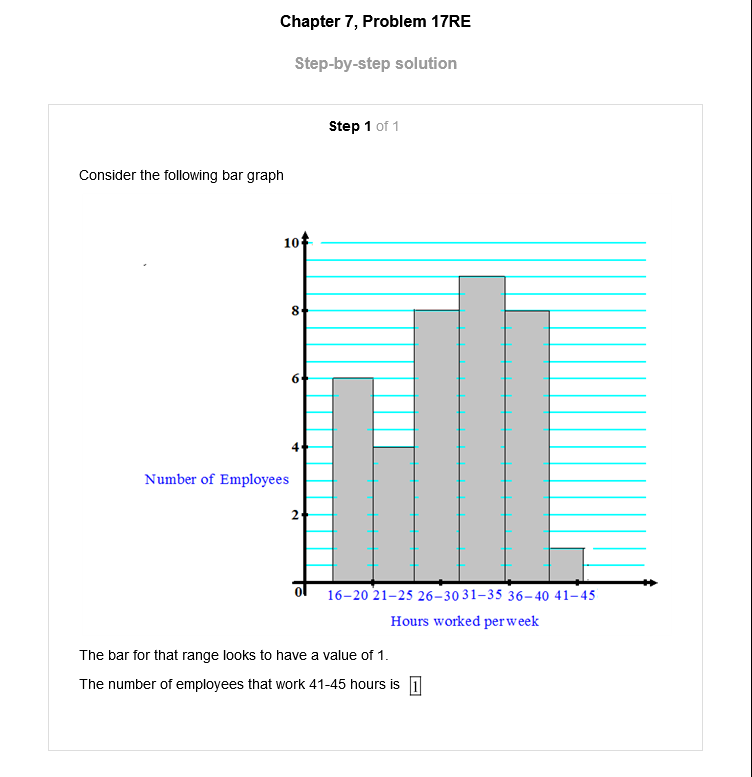 Chapter 7, Problem 17RE
Step-by-step solution
Step 1 of 1
Consider the following bar graph
10
8
6
4
Number of Employees
2
0
16–20 21–25 26–30 31–35 36–40 41–45
Hours worked per week
The bar for that range looks to have a value of 1.
The number of employees that work 41-45 hours is 1